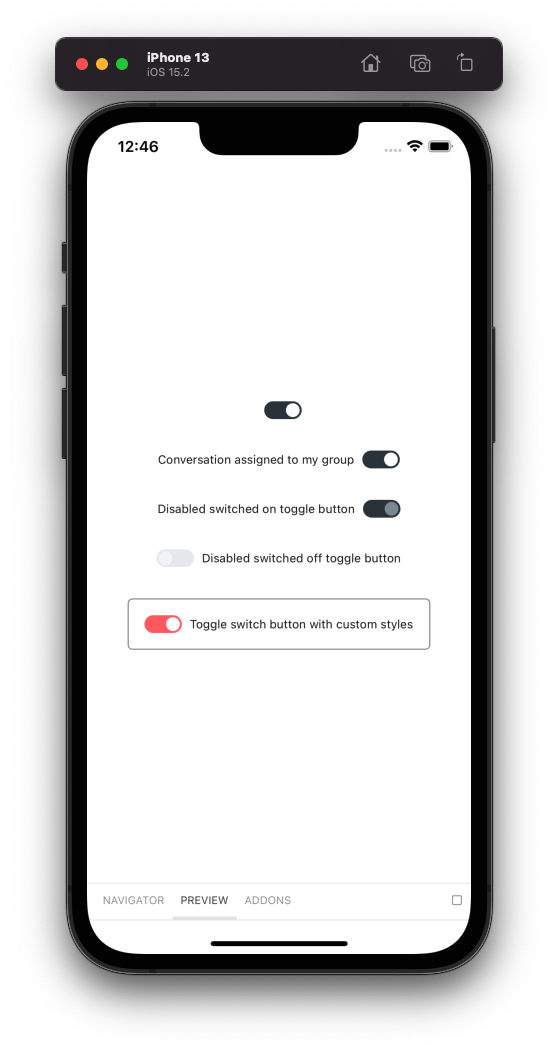 iPhone 13
iOS 15.2
12:46
Conversation assigned to my group
Disabled switched on toggle button
Disabled switched off toggle button
Toggle switch button with custom styles
NAVIGATOR PREVIEW ADDONS